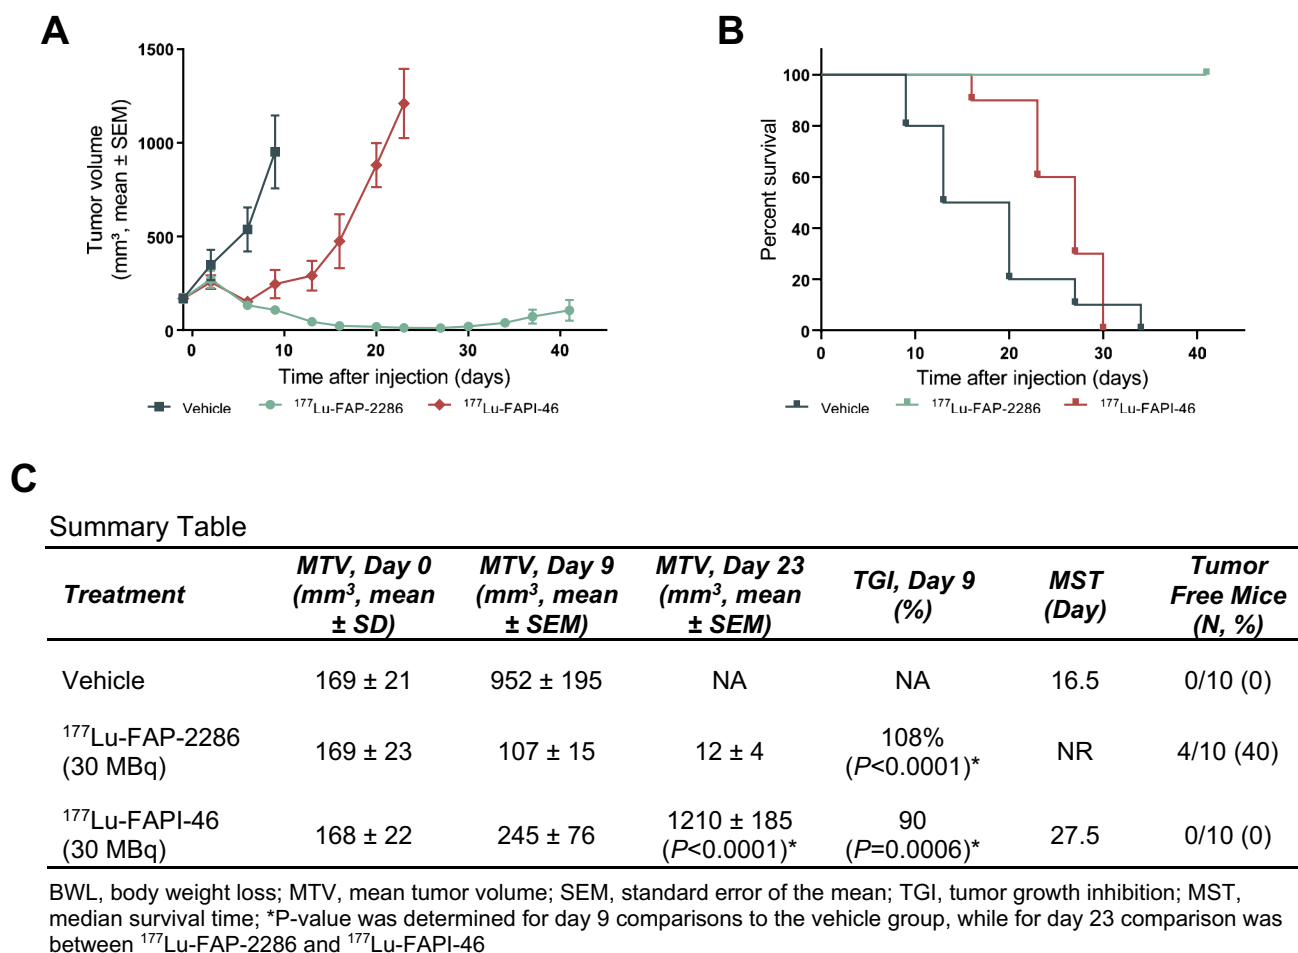 A
B
1500
1000
500
0
Tumor volume
(mm³, mean ± SEM)
0 10 20 30 40
Time after injection (days)
Vehicle ¹⁷⁷Lu-FAP-2286 ¹⁷⁷Lu-FAPI-46
100
80
60
40
20
0
Percent survival
0 10 20 30 40
Time after injection (days)
Vehicle ¹⁷⁷Lu-FAP-2286 ¹⁷⁷Lu-FAPI-46
C
Summary Table
Treatment
MTV, Day 0
(mm³, mean
± SD)
MTV, Day 9
(mm³, mean
± SEM)
MTV, Day 23
(mm³, mean
± SEM)
TGI, Day 9
(%)
MST
(Day)
Tumor
Free Mice
(N, %)
Vehicle 169 ± 21 952 ± 195 NA NA 16.5 0/10 (0)
¹⁷⁷Lu-FAP-2286
(30 MBq)
169 ± 23 107 ± 15 12 ± 4
108%
(P<0.0001)*
NR 4/10 (40)
¹⁷⁷Lu-FAPI-46
(30 MBq)
168 ± 22 245 ± 76
1210 ± 185
(P<0.0001)*
90
(P=0.0006)*
27.5 0/10 (0)
BWL, body weight loss; MTV, mean tumor volume; SEM, standard error of the mean; TGI, tumor growth inhibition; MST,
median survival time; *P-value was determined for day 9 comparisons to the vehicle group, while for day 23 comparison was
between ¹⁷⁷Lu-FAP-2286 and ¹⁷⁷Lu-FAPI-46